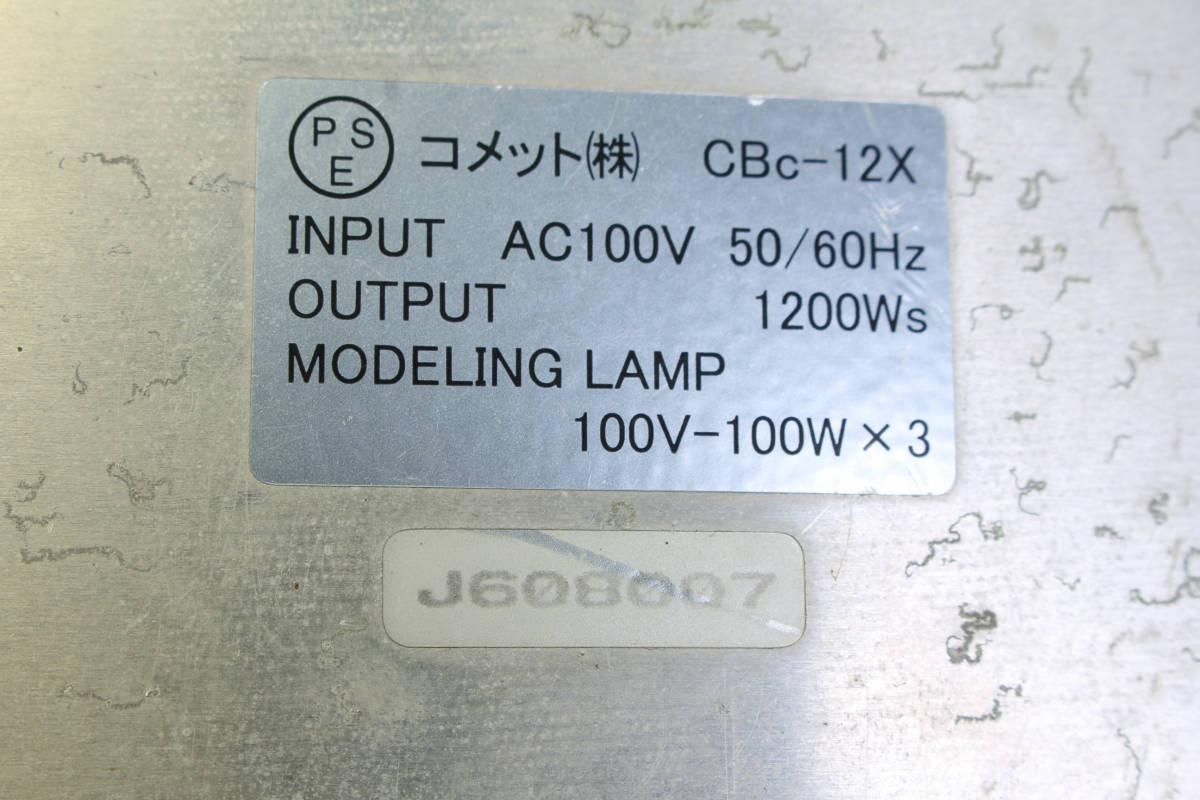 PSE コメット(株) CBc-12X
INPUT AC100V 50/60Hz
OUTPUT 1200Ws
MODELING LAMP
100V-100W×3
J608007